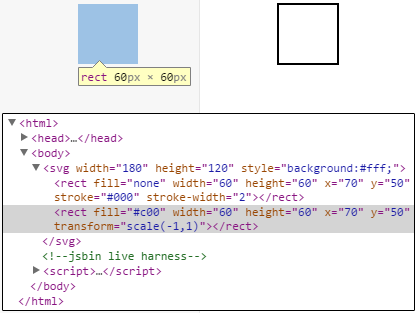 rect 60px × 60px
▼<html>
▶<head>…</head>
▼<body>
▼<svg width="180" height="120" style="background:#fff;">
<rect fill="none" width="60" height="60" x="70" y="50"
stroke="#000" stroke-width="2"></rect>
<rect fill="#c00" width="60" height="60" x="70" y="50"
transform="scale(-1,1)"></rect>
</svg>
<!--jsbin live harness-->
▶<script>…</script>
</body>
</html>